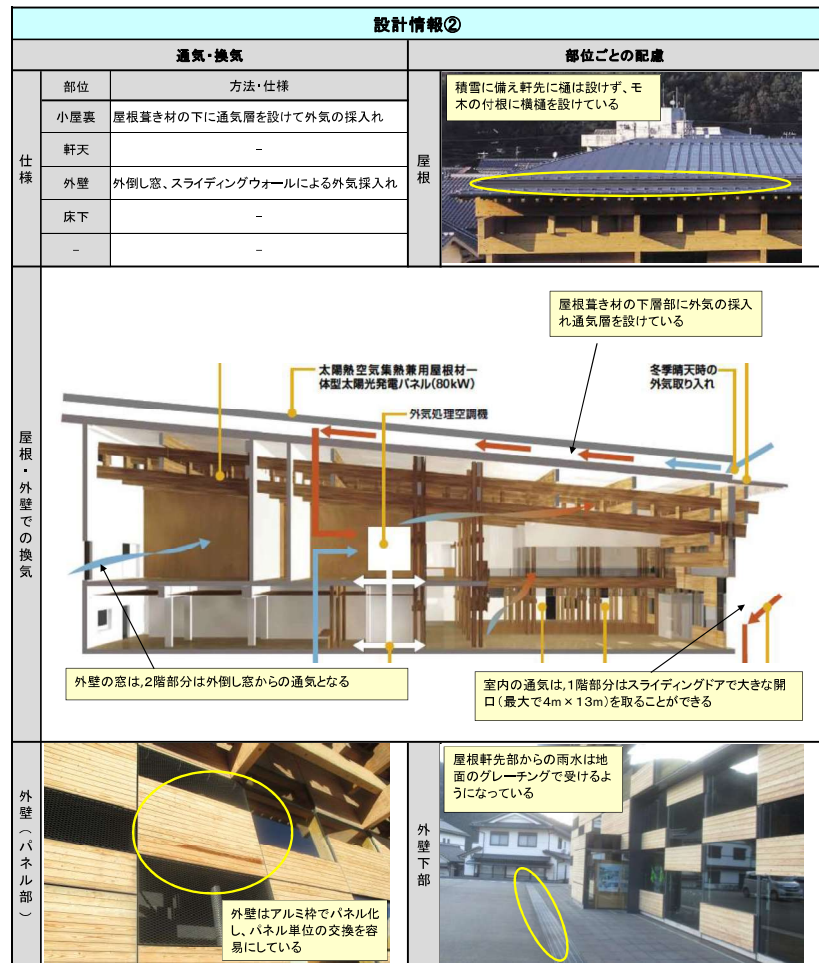 設計情報②
通気・換気
部位ごとの配慮
仕様
部位
方法・仕様
小屋裏
屋根葺き材の下に通気層を設けて外気の採入れ
軒天
－
外壁
外倒し窓、スライディングウォールによる外気採入れ
床下
－
－
－
屋根
積雪に備え軒先に樋は設けず、モ
木の付根に横樋を設けている
屋根・外壁での換気
屋根葺き材の下層部に外気の採入
れ通気層を設けている
太陽熱空気集熱兼用屋根材一
体型太陽光発電パネル(80kW)
冬季晴天時の
外気取り入れ
外気処理空調機
外壁の窓は,2階部分は外倒し窓からの通気となる
室内の通気は,1階部分はスライディングドアで大きな開
口（最大で4m×13m）を取ることができる
外壁（パネル部）
外壁はアルミ枠でパネル化
し、パネル単位の交換を容
易にしている
外壁下部
屋根軒先部からの雨水は地
面のグレーチングで受けるよ
うになっている